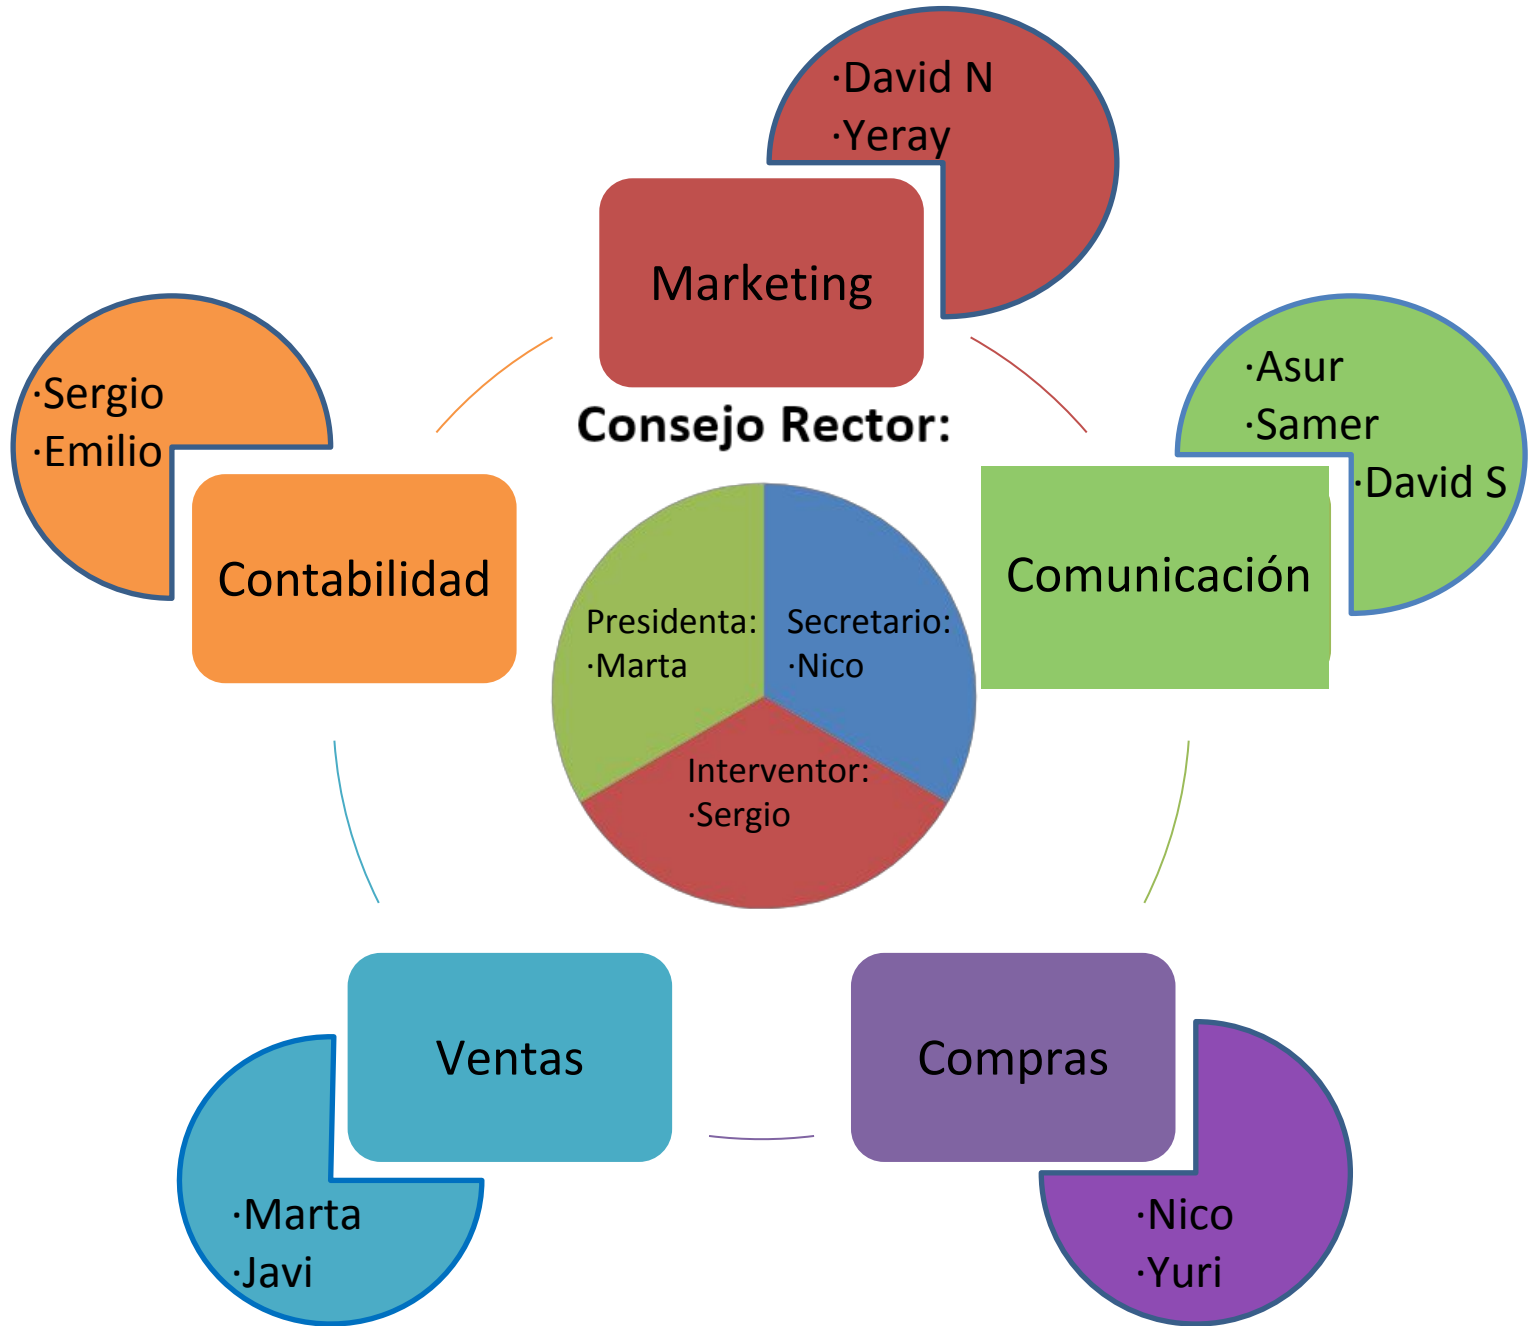 ·David N
·Yeray
Marketing
·Sergio
·Emilio
Contabilidad
·Asur
·Samer
·David S
Comunicación
Consejo Rector:
Presidenta:
·Marta
Secretario:
·Nico
Interventor:
·Sergio
Ventas
·Marta
·Javi
Compras
·Nico
·Yuri